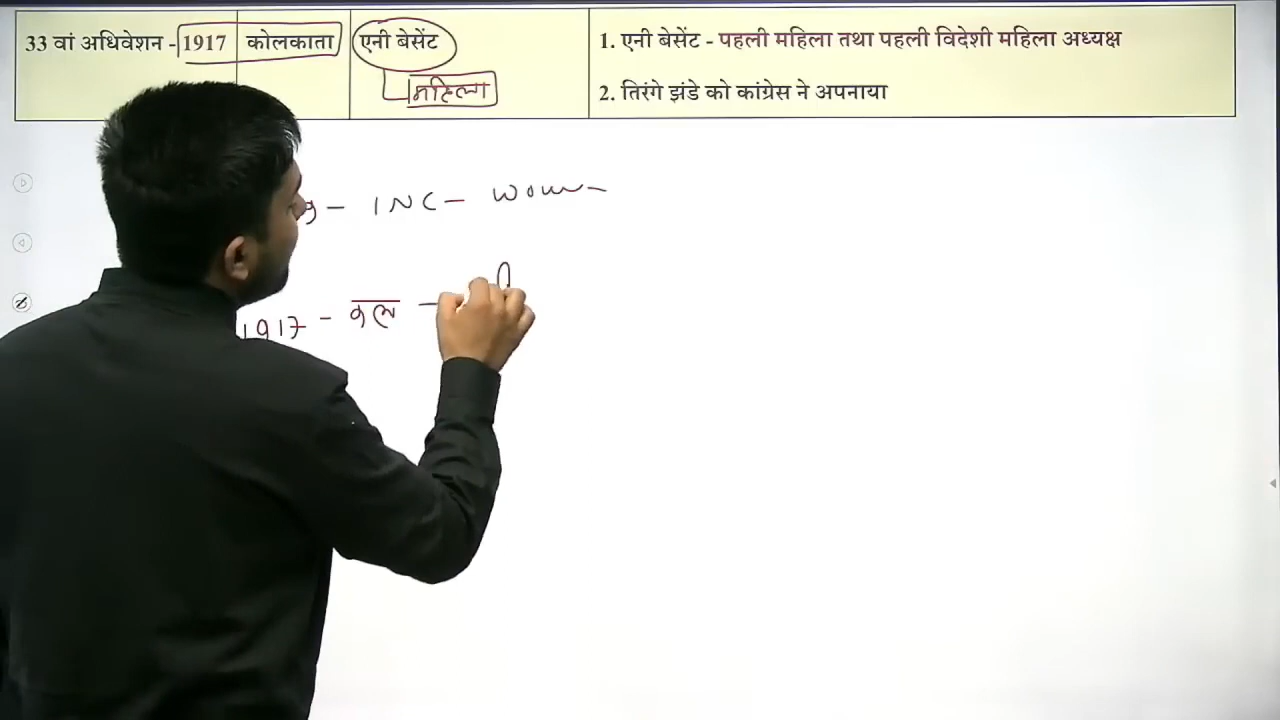 33 वां अधिवेशन - 1917 कोलकाता एनी बेसेंट 1. एनी बेसेंट - पहली महिला तथा पहली विदेशी महिला अध्यक्ष
महिला 2. तिरंगे झंडे को कांग्रेस ने अपनाया
- INC -
1917 - कल -